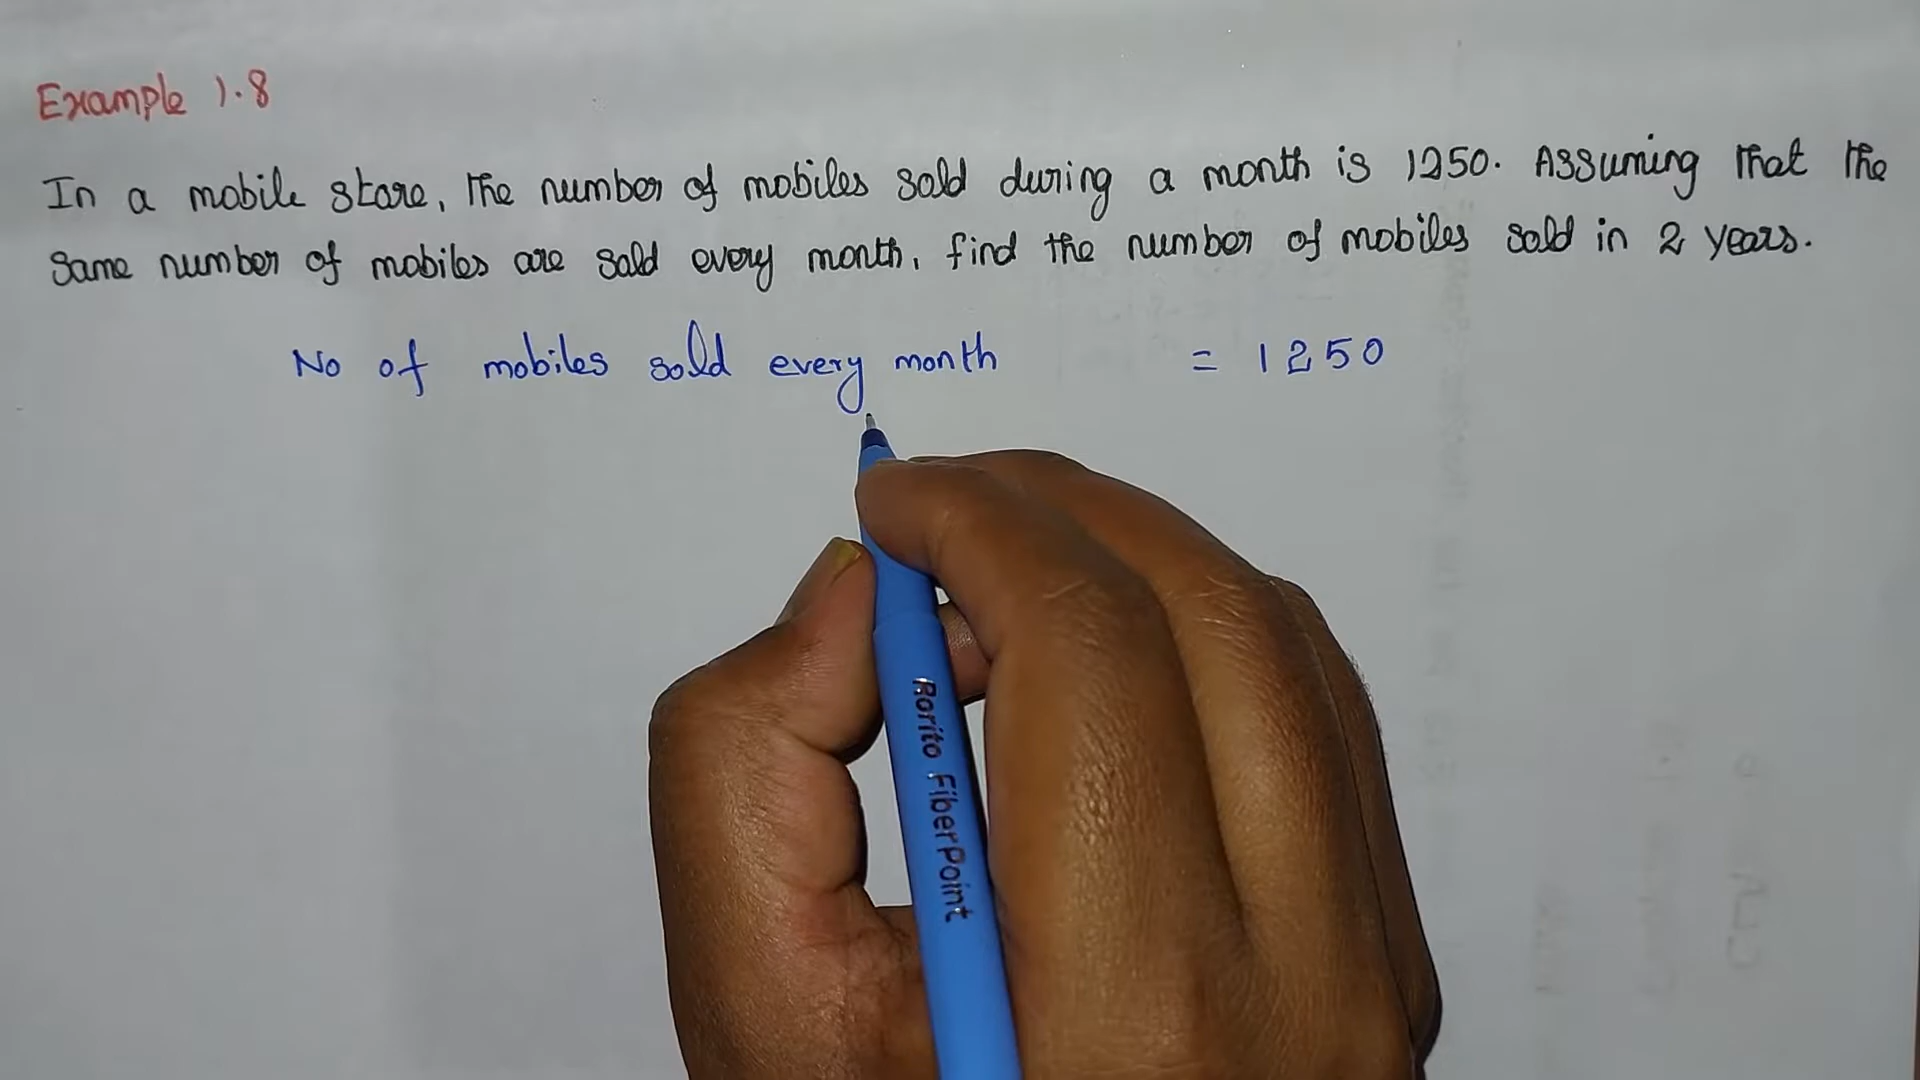 Example 1.8
In a mobile store, the number of mobiles sold during a month is 1250. Assuming that the
same number of mobiles are sold every month, find the number of mobiles sold in 2 years.
No of mobiles sold every month = 1250
Rorito FiberPoint